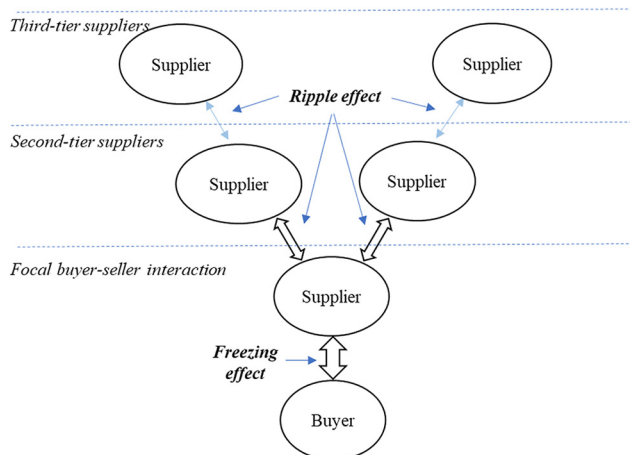 Third-tier suppliers
Supplier
Supplier
Ripple effect
Second-tier suppliers
Supplier
Supplier
Focal buyer-seller interaction
Supplier
Freezing
effect
Buyer